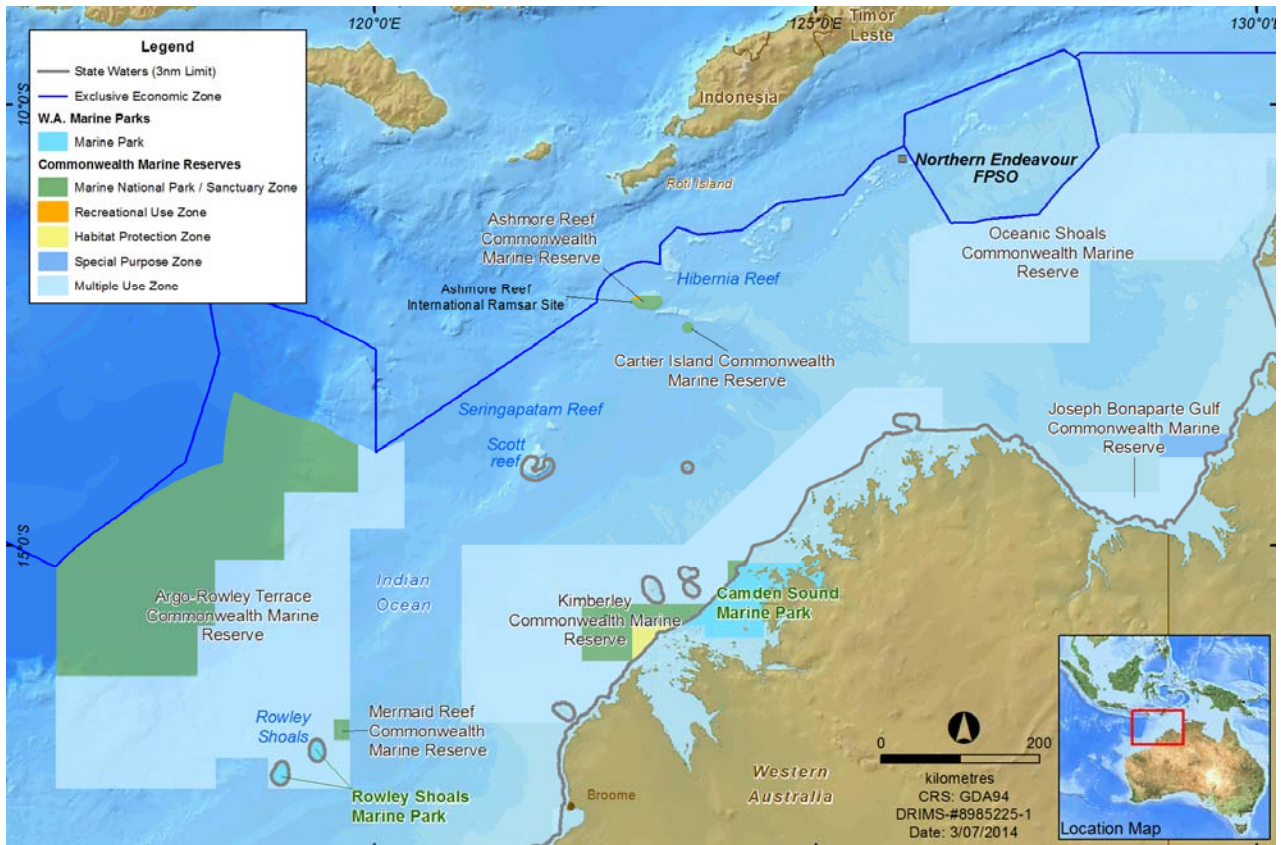 120°0'E
125°0'E
130°0'E
Timor
Leste
Legend
State Waters (3nm Limit)
Exclusive Economic Zone
W.A. Marine Parks
Marine Park
Commonwealth Marine Reserves
Marine National Park / Sanctuary Zone
Recreational Use Zone
Habitat Protection Zone
Special Purpose Zone
Multiple Use Zone
10°0'S
Indonesia
Northern Endeavour
FPSO
Roti Island
Ashmore Reef
Commonwealth
Marine Reserve
Oceanic Shoals
Commonwealth Marine
Reserve
Hibernia Reef
Ashmore Reef
International Ramsar Site
Cartier Island Commonwealth
Marine Reserve
Seringapatam Reef
Scott
reef
Joseph Bonaparte Gulf
Commonwealth Marine
Reserve
15°0'S
Indian
Ocean
Argo-Rowley Terrace
Commonwealth Marine
Reserve
Kimberley
Commonwealth Marine
Reserve
Camden Sound
Marine Park
Mermaid Reef
Commonwealth
Marine Reserve
Rowley
Shoals
Rowley Shoals
Marine Park
Broome
Western
Australia
0
200
kilometres
CRS: GDA94
DRIMS-#8985225-1
Date: 3/07/2014
Location Map